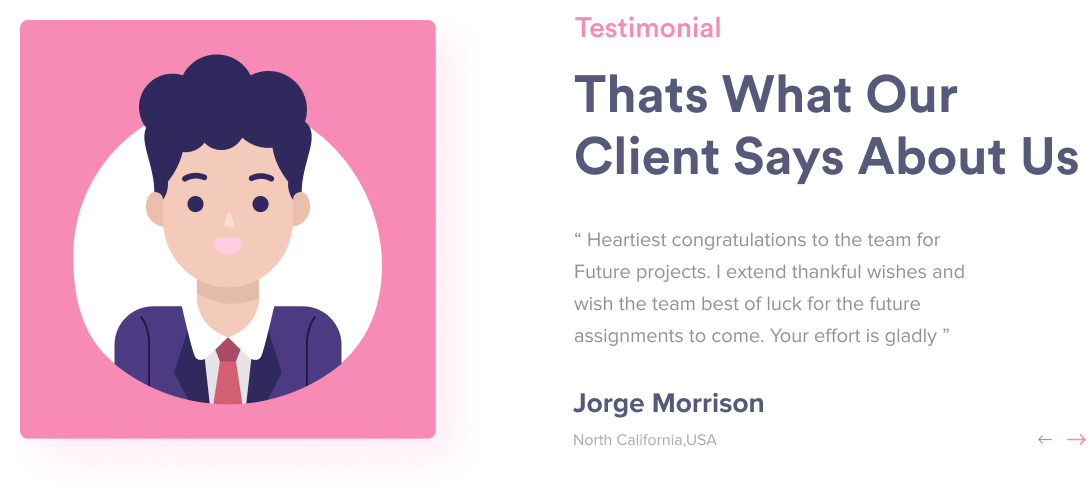 Testimonial
Thats What Our
Client Says About Us
“ Heartiest congratulations to the team for
Future projects. I extend thankful wishes and
wish the team best of luck for the future
assignments to come. Your effort is gladly ”
Jorge Morrison
North California,USA